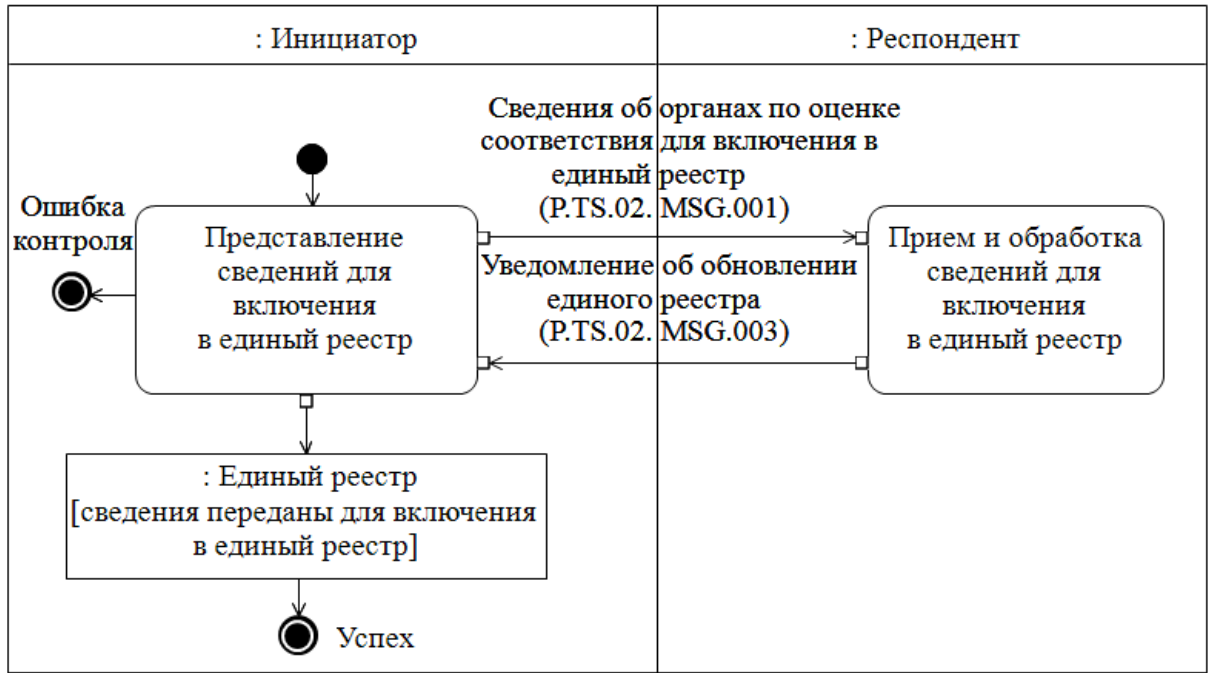 : Инициатор
: Респондент
Сведения об органах по оценке
соответствия для включения в
единый реестр
(P.TS.02. MSG.001)
Ошибка
контроля
Представление
сведений для
включения
в единый реестр
Уведомление об обновлении
единого реестра
(P.TS.02. MSG.003)
Прием и обработка
сведений для
включения
в единый реестр
: Единый реестр
[сведения переданы для включения
в единый реестр]
Успех